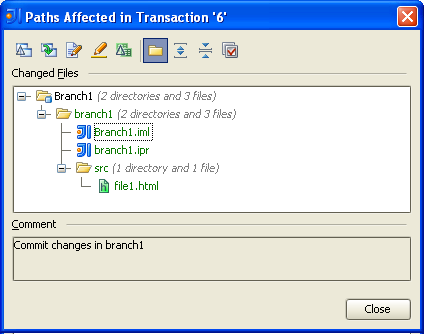 Paths Affected in Transaction '6'
Changed Files
Branch1 (2 directories and 3 files)
branch1 (2 directories and 3 files)
Branch1.iml
branch1.ipr
src (1 directory and 1 file)
file1.html
Comment
Commit changes in branch1
Close